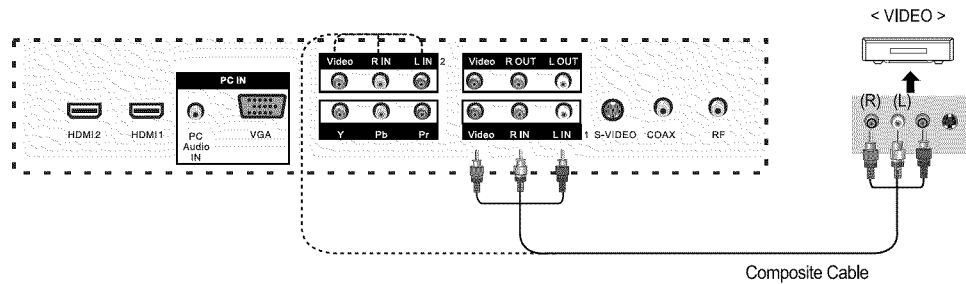 < VIDEO >
Video R IN L IN 2 Video R OUT L OUT
PC IN
(R) (L)
HDMI2 HDMI1 PC Audio IN VGA Y Pb Pr Video R IN L IN 1 S-VIDEO COAX RF
Composite Cable